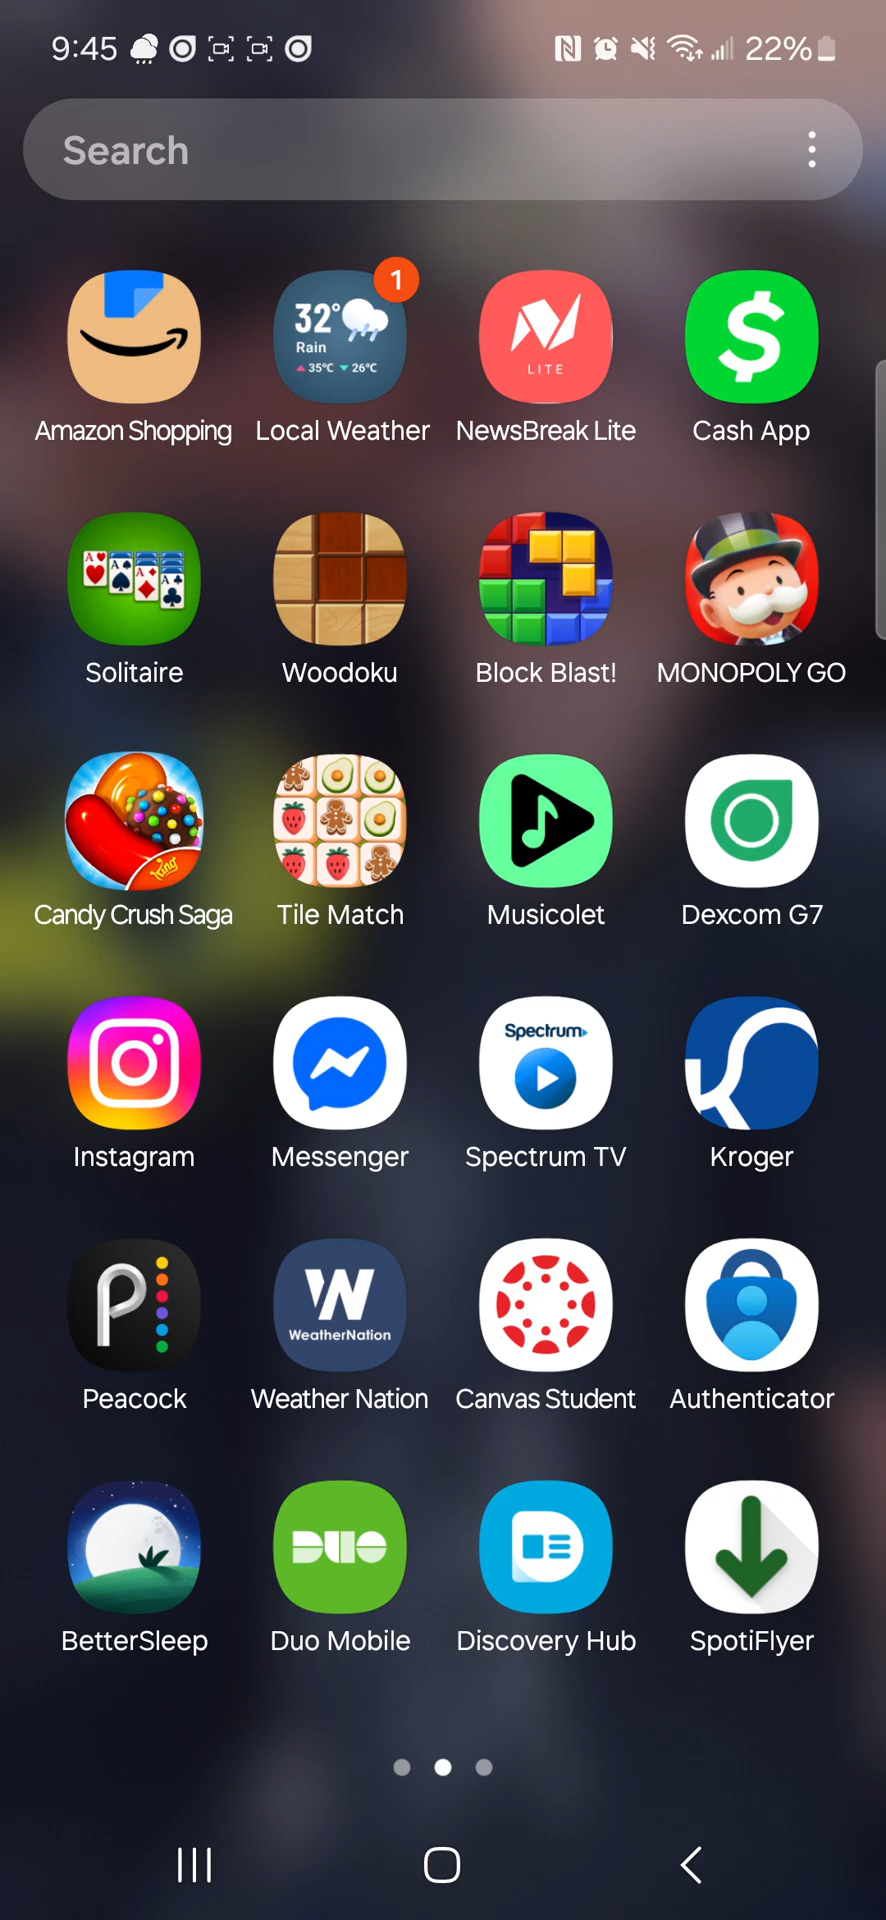 9:45 22%
Search
1
32°
Rain
35°C 26°C
LITE
Amazon Shopping Local Weather NewsBreak Lite Cash App
A A A A
Solitaire Woodoku Block Blast! MONOPOLY GO
King
Candy Crush Saga Tile Match Musicolet Dexcom G7
Spectrum
Instagram Messenger Spectrum TV Kroger
P W
WeatherNation
Peacock Weather Nation Canvas Student Authenticator
DUO
BetterSleep Duo Mobile Discovery Hub SpotiFlyer